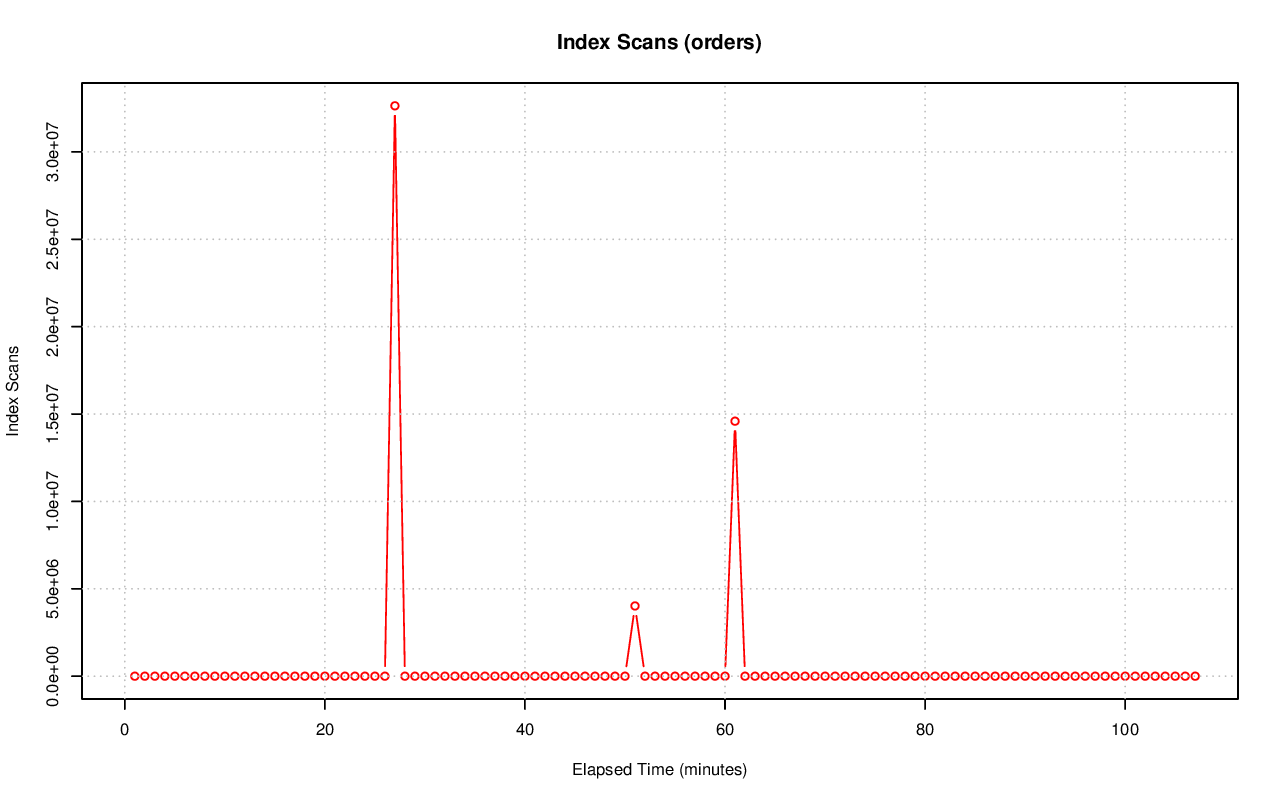 Index Scans (orders)
Index Scans
3.0e+07
2.5e+07
2.0e+07
1.5e+07
1.0e+07
5.0e+06
0.0e+00
0 20 40 60 80 100
Elapsed Time (minutes)